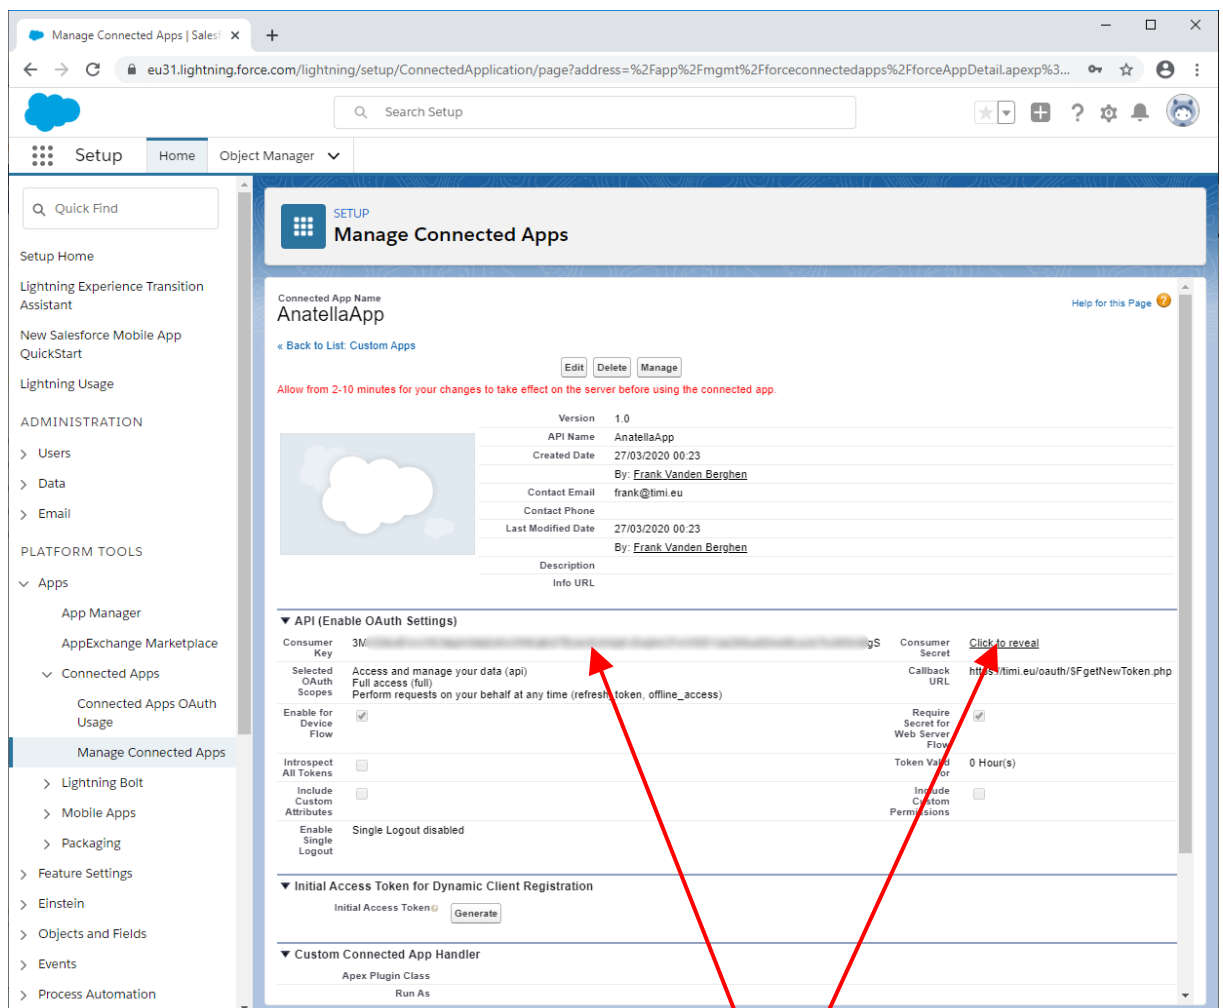 Manage Connected Apps | Sales
eu31.lightning.force.com/lightning/setup/ConnectedApplication/page?address=%2Fapp%2Fmgmt%2Fforceconnectedapps%2FforceAppDetail.apexp%3...
Search Setup
Setup
Home
Object Manager
Quick Find
Setup Home
Lightning Experience Transition
Assistant
New Salesforce Mobile App
QuickStart
Lightning Usage
ADMINISTRATION
Users
Data
Email
PLATFORM TOOLS
Apps
App Manager
AppExchange Marketplace
Connected Apps
Connected Apps OAuth
Usage
Manage Connected Apps
Lightning Bolt
Mobile Apps
Packaging
Feature Settings
Einstein
Objects and Fields
Events
Process Automation
SETUP
Manage Connected Apps
Connected App Name
AnatellaApp
Help for this Page
« Back to List: Custom Apps
Edit Delete Manage
Allow from 2-10 minutes for your changes to take effect on the server before using the connected app.
Version 1.0
API Name AnatellaApp
Created Date 27/03/2020 00:23
By: Frank Vanden Berghen
Contact Email frank@timi.eu
Contact Phone
Last Modified Date 27/03/2020 00:23
By: Frank Vanden Berghen
Description
Info URL
API (Enable OAuth Settings)
Consumer
Key
3M
gS
Consumer
Secret
Click to reveal
Selected
OAuth
Scopes
Access and manage your data (api)
Full access (full)
Perform requests on your behalf at any time (refresh_token, offline_access)
Callback
URL
https://timi.eu/oauth/SFgetNewToken.php
Enable for
Device
Flow
Require
Secret for
Web Server
Flow
Introspect
All Tokens
Token Valid
for
0 Hour(s)
Include
Custom
Attributes
Include
Custom
Permissions
Enable
Single
Logout
Single Logout disabled
Initial Access Token for Dynamic Client Registration
Initial Access Token
Generate
Custom Connected App Handler
Apex Plugin Class
Run As